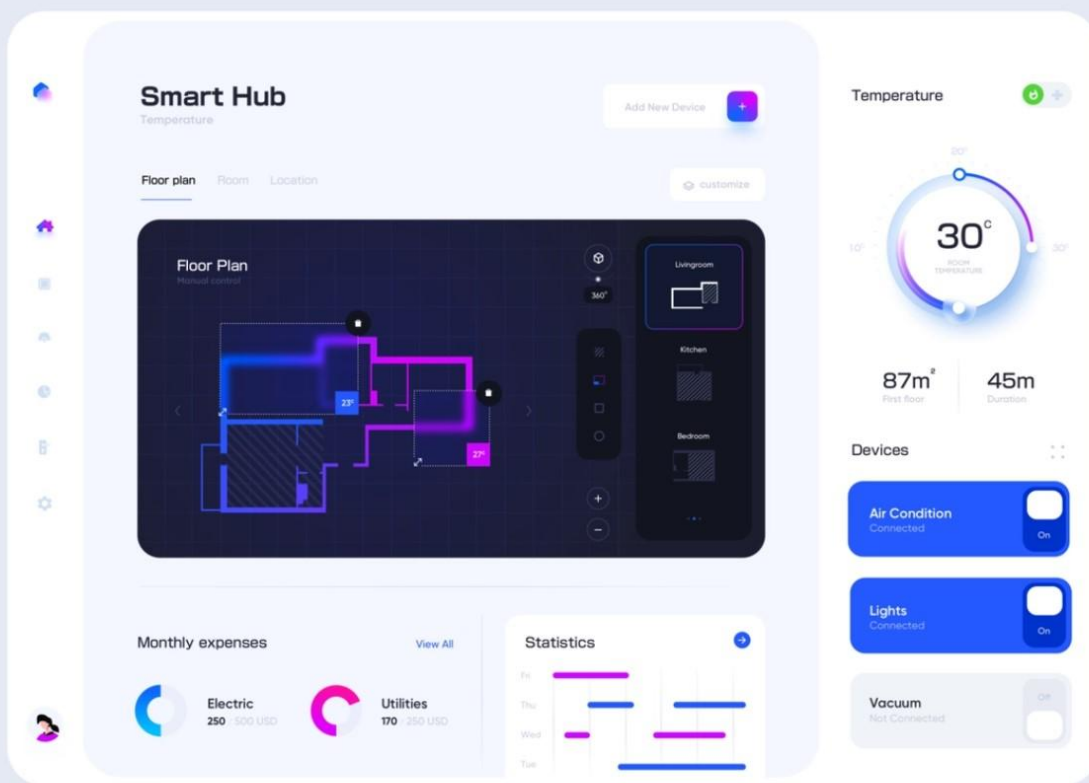 Smart Hub
Temperature
Add New Device
+
Floor plan Room Location
customize
Floor Plan
Manual control
360°
23°
27°
+
−
Livingroom
Kitchen
Bedroom
Monthly expenses
View All
Electric
250 / 500 USD
Utilities
170 / 250 USD
Statistics
Fri
Thu
Wed
Tue
Temperature
20°
10°
30°
30°C
ROOM
TEMPERATURE
87m²
First floor
45m
Duration
Devices
Air Condition
Connected
On
Lights
Connected
On
Vacuum
Not Connected
Off